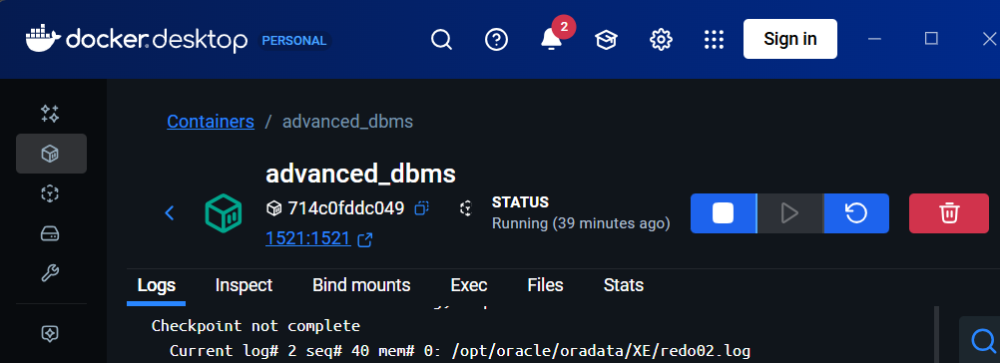 docker.desktop PERSONAL 2 Sign in
Containers / advanced_dbms
advanced_dbms
714c0fddc049
1521:1521
STATUS
Running (39 minutes ago)
Logs Inspect Bind mounts Exec Files Stats
Checkpoint not complete
Current log# 2 seq# 40 mem# 0: /opt/oracle/oradata/XE/redo02.log